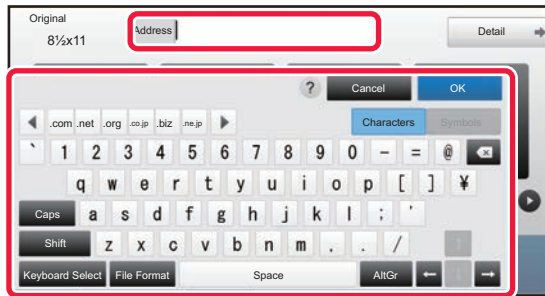 Original
8½x11
Address
Detail
? Cancel OK
.com .net .org .co.jp .biz .ne.jp Characters Symbols
` 1 2 3 4 5 6 7 8 9 0 - = @
q w e r t y u i o p [ ] ¥
Caps a s d f g h j k l ; '
Shift z x c v b n m . . /
Keyboard Select File Format Space AltGr